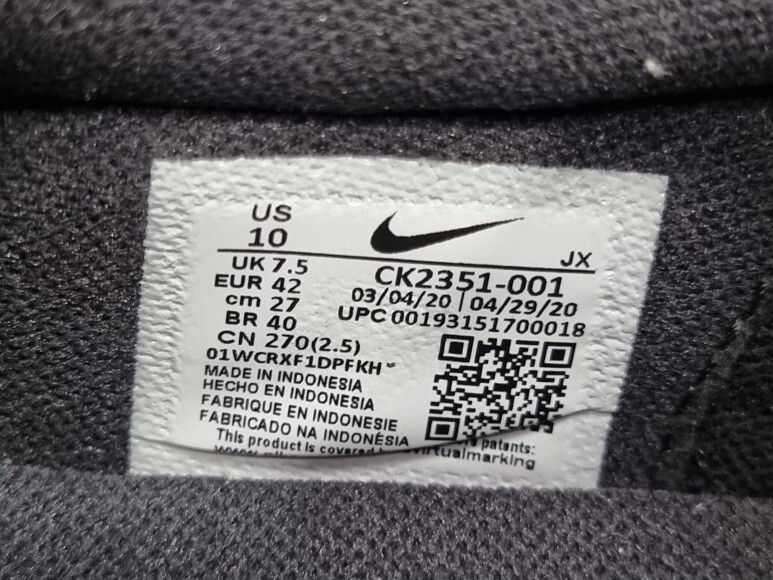 US
10
JX
UK 7.5
EUR 42
cm 27
BR 40
CN 270(2.5)
CK2351-001
03/04/20 | 04/29/20
UPC 00193151700018
01WCRXF1DPFKH
MADE IN INDONESIA
HECHO EN INDONESIA
FABRIQUE EN INDONESIE
FABRICADO NA INDONÉSIA
This product is covered patents:
virtualmarking